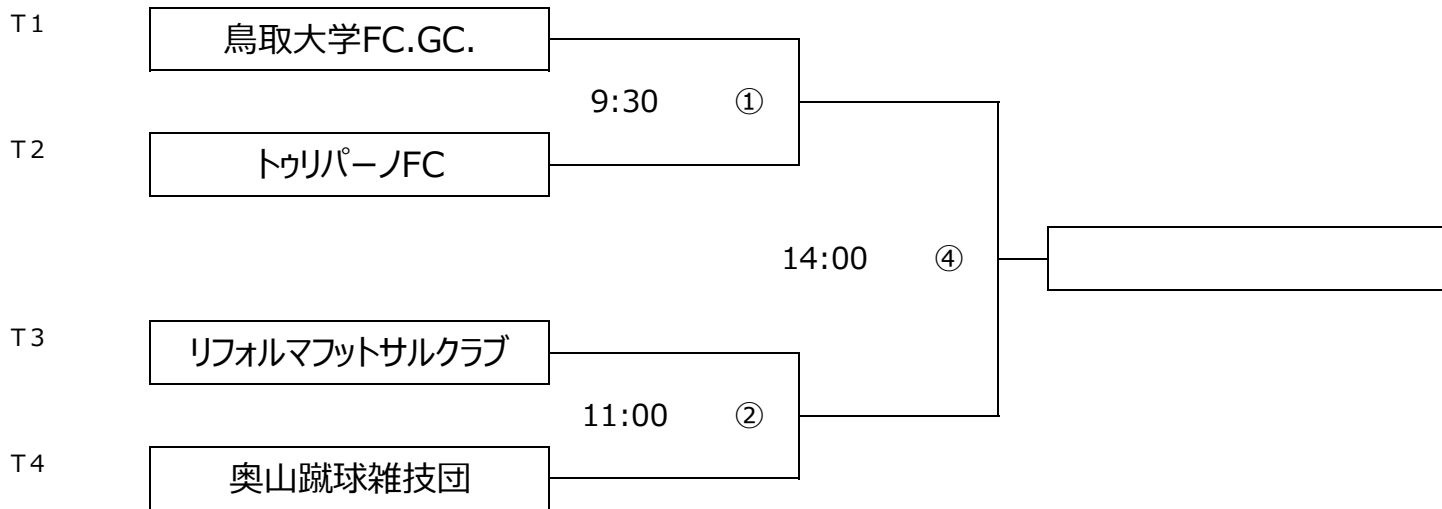 T1
鳥取大学FC.GC.
9:30 ①
T2
トゥリパーノFC
14:00 ④
T3
リフォルマフットサルクラブ
11:00 ②
T4
奥山蹴球雑技団